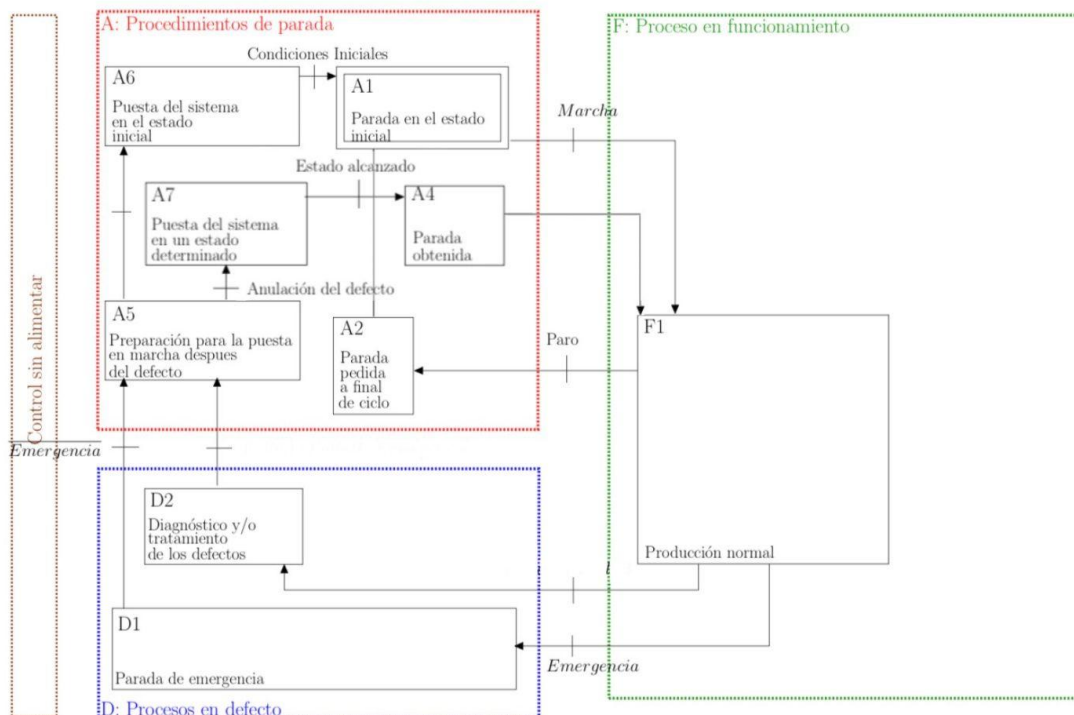 A: Procedimientos de parada
F: Proceso en funcionamiento
Condiciones Iniciales
A6
Puesta del sistema
en el estado
inicial
A1
Parada en el estado
inicial
Marcha
Estado alcanzado
A7
Puesta del sistema
en un estado
determinado
A4
Parada
obtenida
Anulación del defecto
A5
Preparación para la puesta
en marcha despues
del defecto
A2
Parada
pedida
a final
de ciclo
Paro
F1
Producción normal
Control sin alimentar
Emergencia
D2
Diagnóstico y/o
tratamiento
de los defectos
l
D1
Parada de emergencia
Emergencia
D: Procesos en defecto